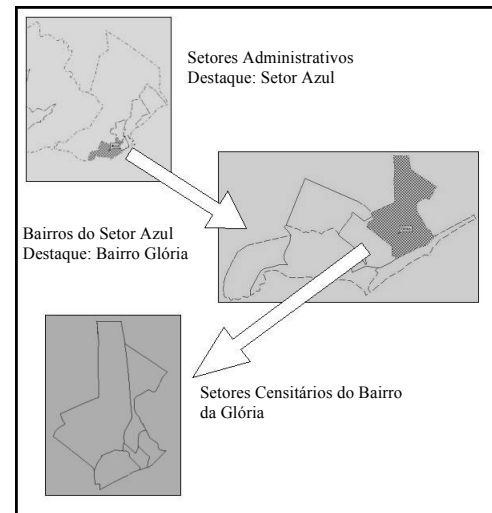 Setores Administrativos
Destaque: Setor Azul
Bairros do Setor Azul
Destaque: Bairro Glória
Setores Censitários do Bairro
da Glória